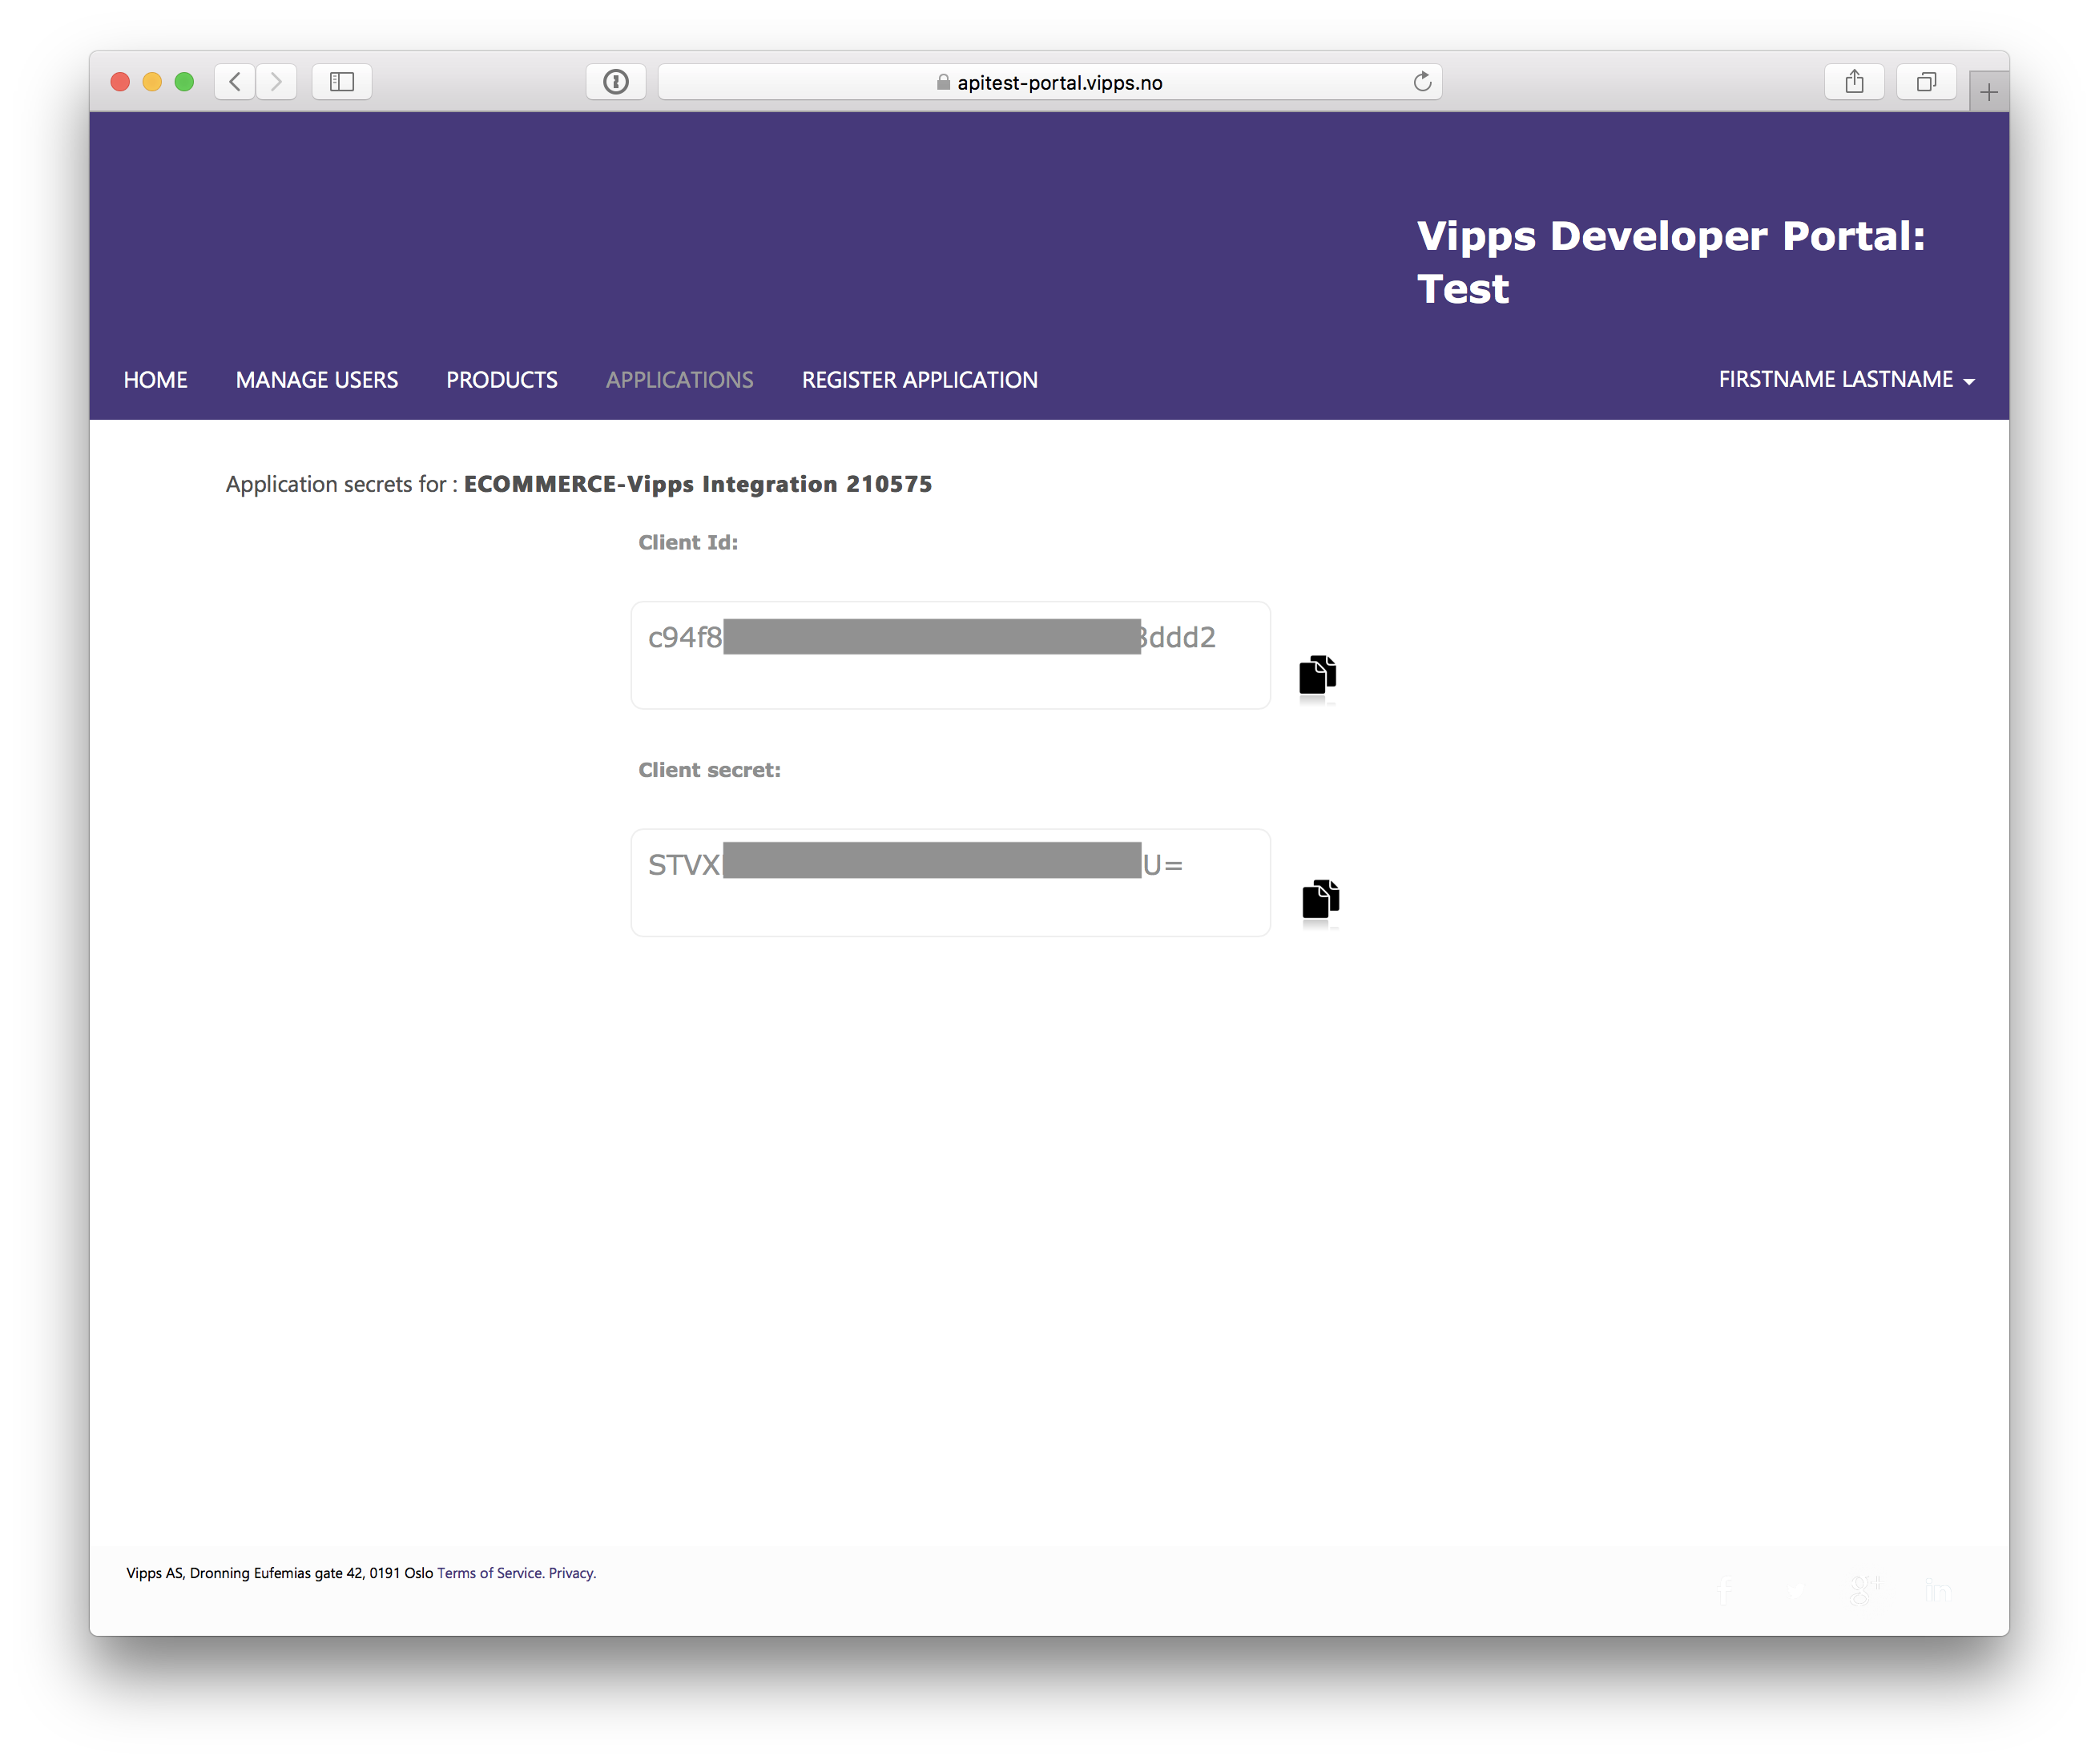 apitest-portal.vipps.no
Vipps Developer Portal:
Test
HOME MANAGE USERS PRODUCTS APPLICATIONS REGISTER APPLICATION FIRSTNAME LASTNAME
Application secrets for : ECOMMERCE-Vipps Integration 210575
Client Id:
c94f8 3ddd2
Client secret:
STVX U=
Vipps AS, Dronning Eufemias gate 42, 0191 Oslo Terms of Service. Privacy.